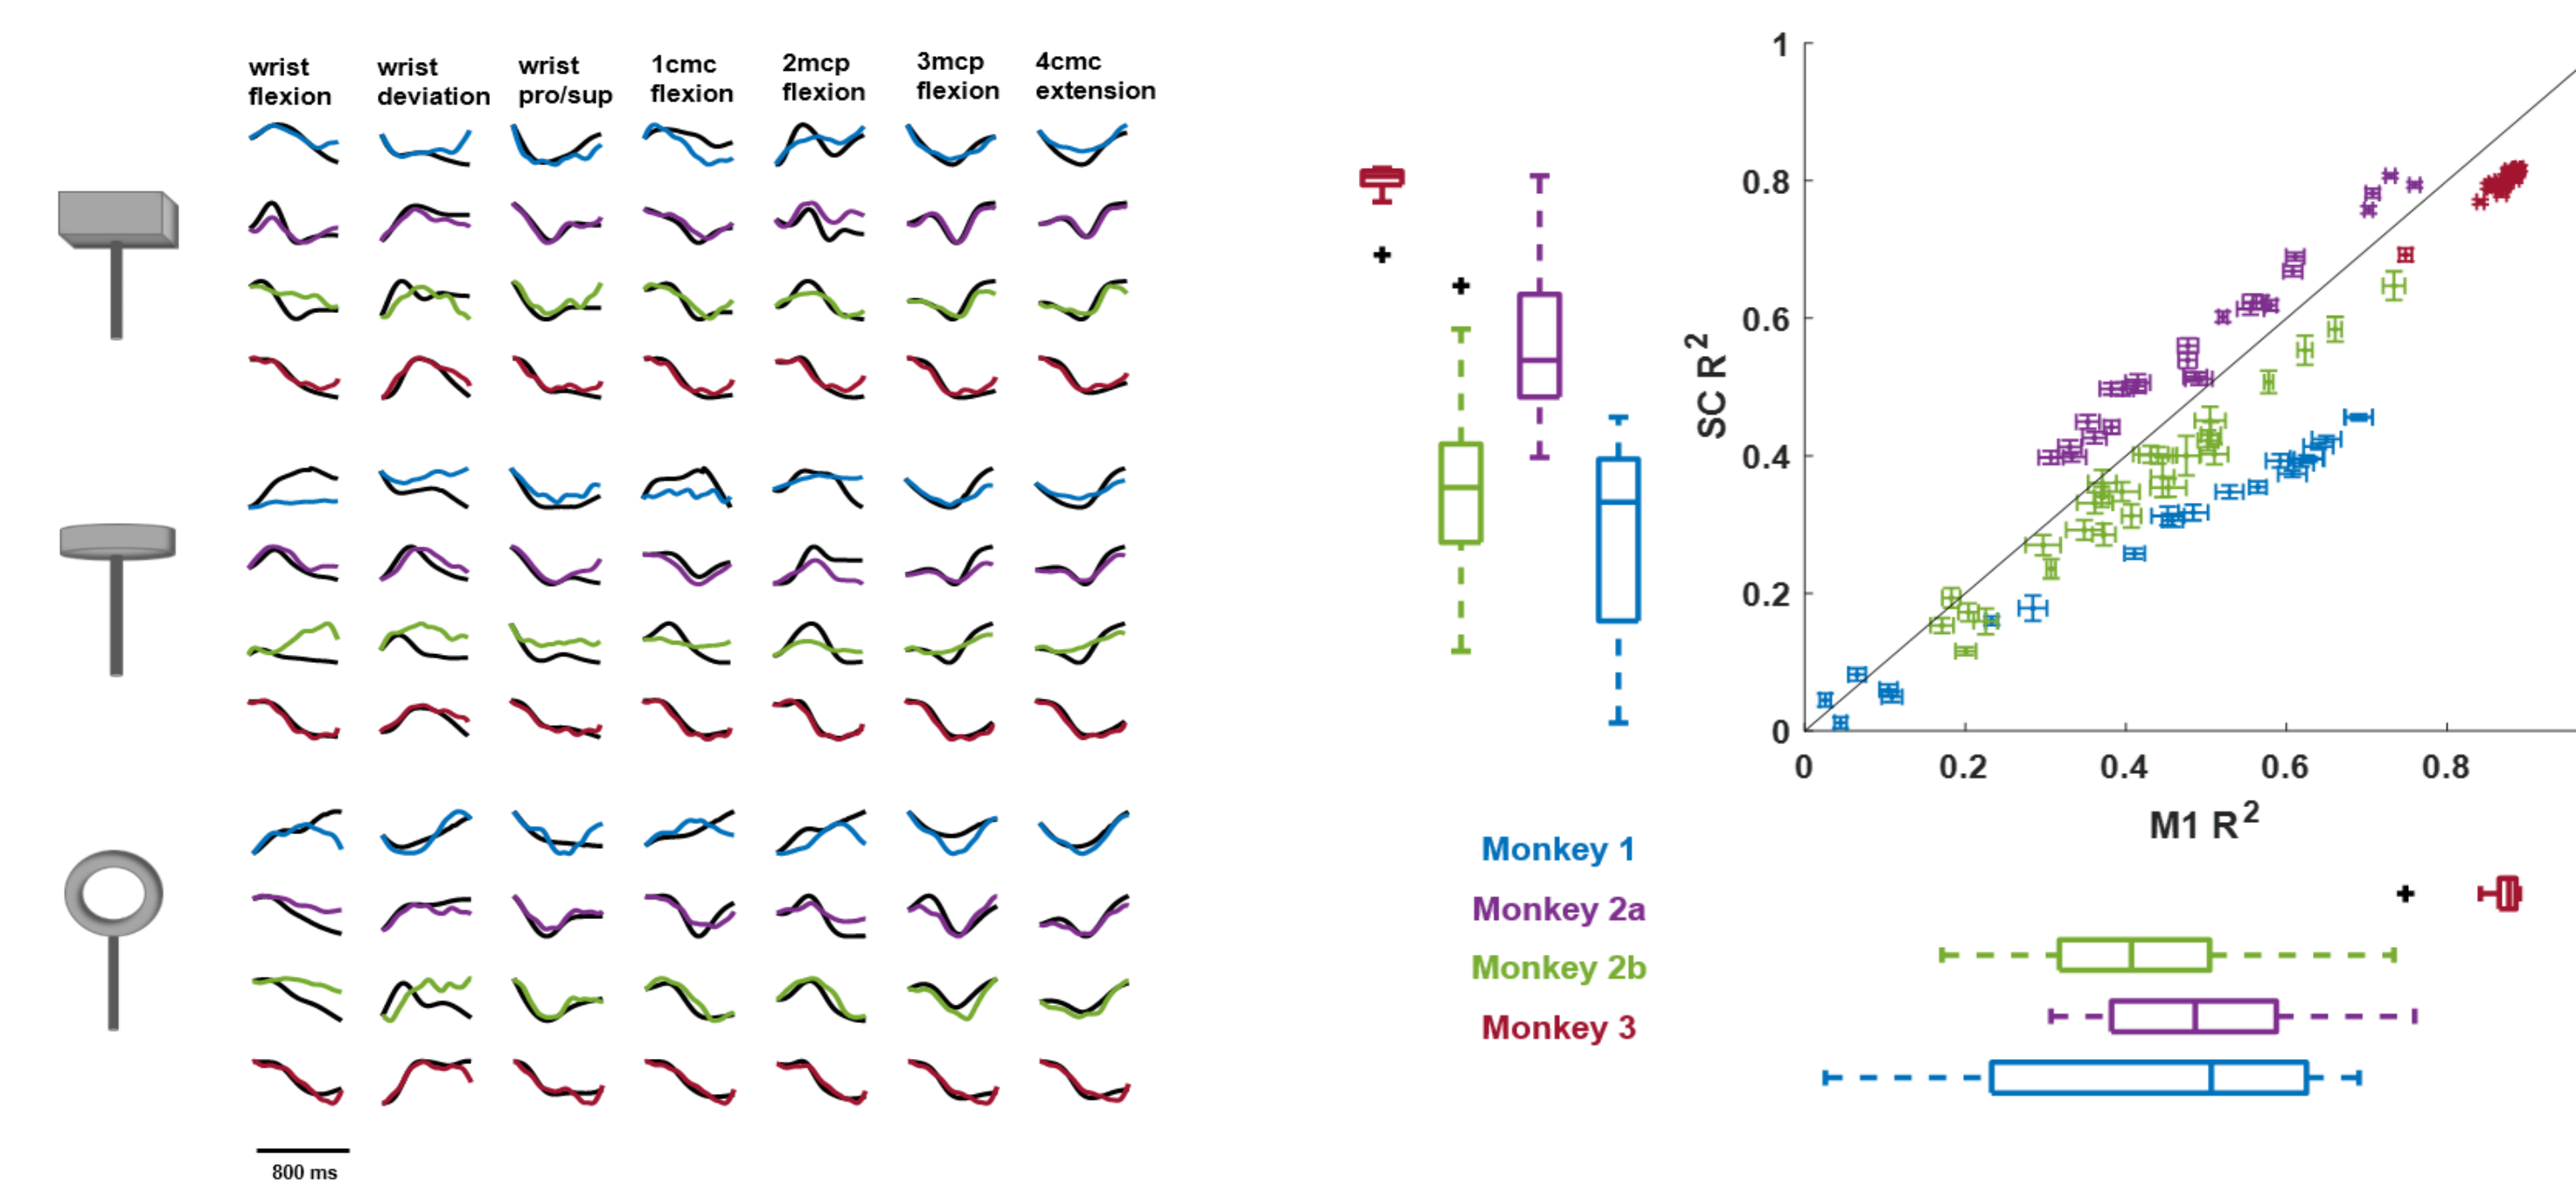 wrist flexion
wrist deviation
wrist pro/sup
1cmc flexion
2mcp flexion
3mcp flexion
4cmc extension
800 ms
1
0.8
0.6
0.4
0.2
0
SC R²
0 0.2 0.4 0.6 0.8
M1 R²
Monkey 1
Monkey 2a
Monkey 2b
Monkey 3